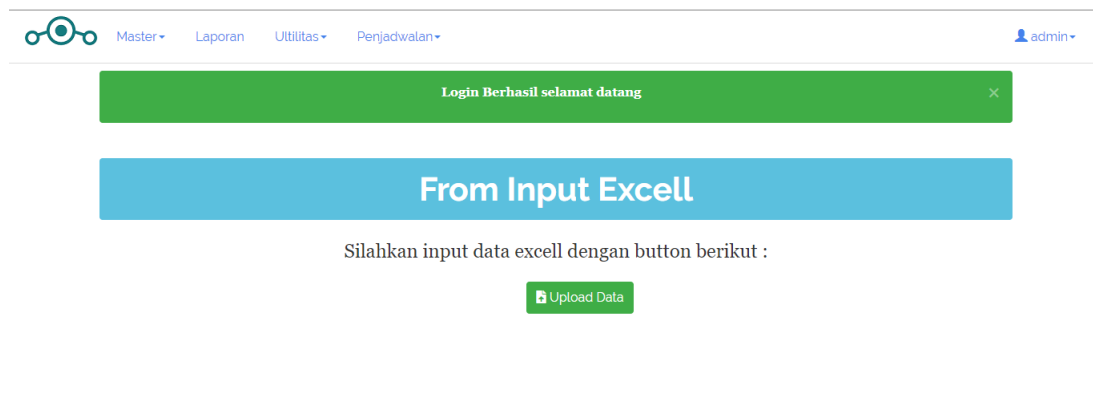 Master Laporan Ultilitas Penjadwalan admin
Login Berhasil selamat datang ×
From Input Excell
Silahkan input data excell dengan button berikut :
Upload Data